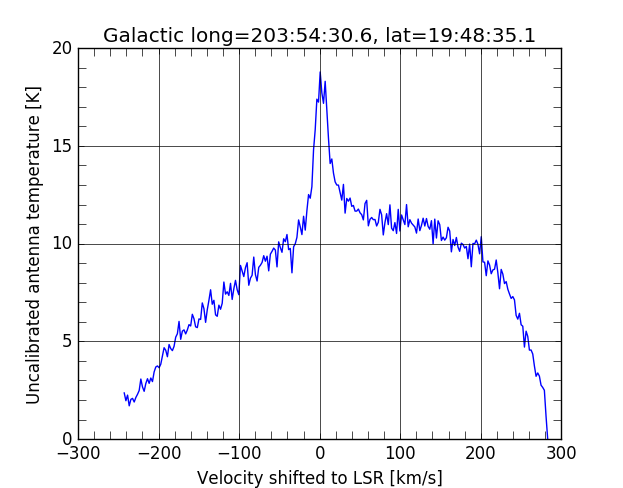 Galactic long=203:54:30.6, lat=19:48:35.1
Uncalibrated antenna temperature [K]
20
15
10
5
0
−300 −200 −100 0 100 200 300
Velocity shifted to LSR [km/s]